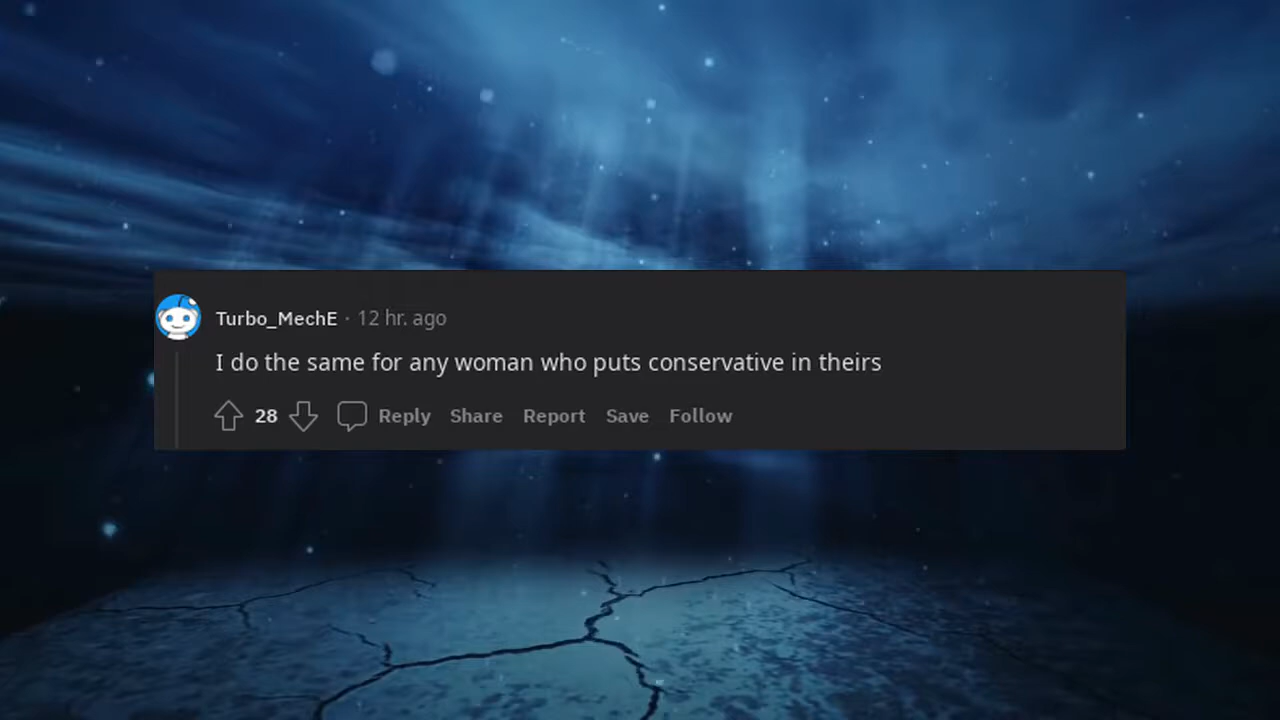 Turbo_MechE · 12 hr. ago
I do the same for any woman who puts conservative in theirs
28 Reply Share Report Save Follow